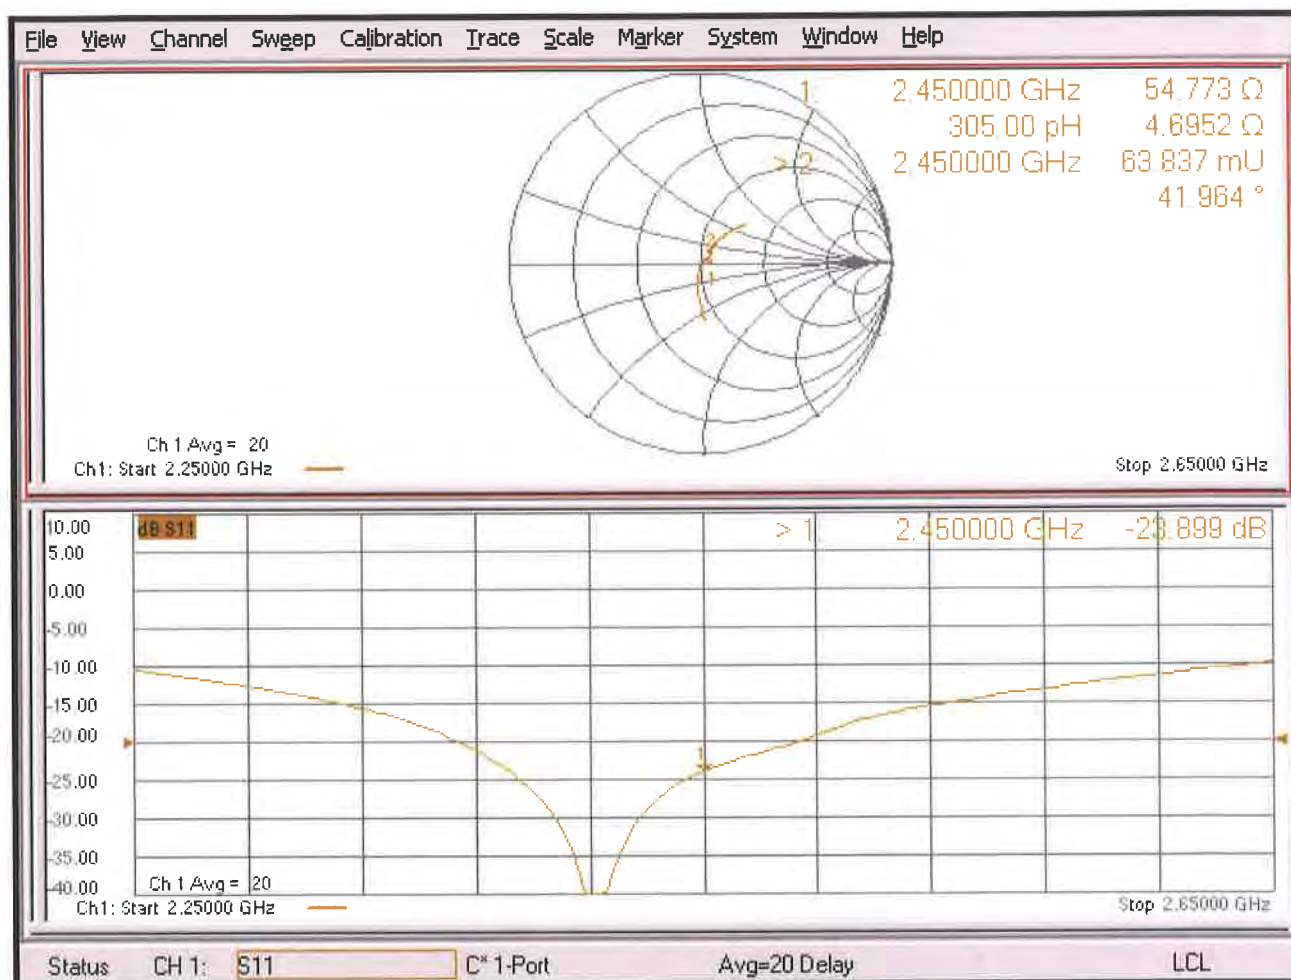 File View Channel Sweep Calibration Trace Scale Marker System Window Help
1: 2.450000 GHz 54.773 Ω
305.00 pH 4.6952 Ω
> 2: 2.450000 GHz 63.837 mU
41.964 °
2
1
Ch 1 Avg = 20
Ch1: Start 2.25000 GHz
Stop 2.65000 GHz
10.00
dB S11
> 1: 2.450000 GHz -23.899 dB
5.00
0.00
-5.00
-10.00
-15.00
-20.00
1
-25.00
-30.00
-35.00
-40.00
Ch 1 Avg = 20
Ch1: Start 2.25000 GHz
Stop 2.65000 GHz
Status CH 1: S11 C* 1-Port Avg=20 Delay LCL